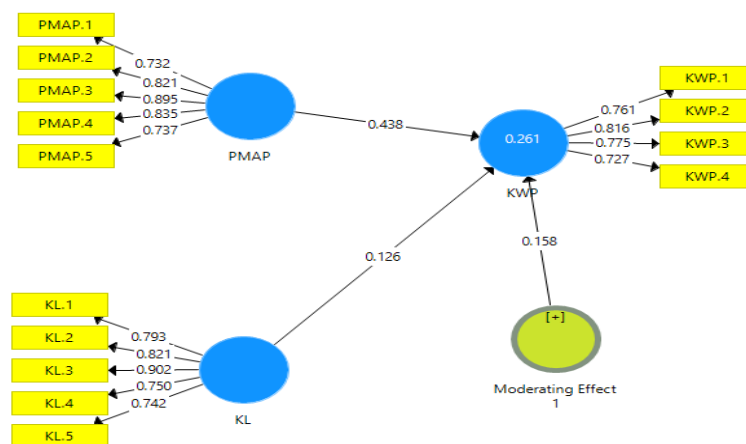 PMAP.1
PMAP.2
PMAP.3
PMAP.4
PMAP.5
0.732
0.821
0.895
0.835
0.737
PMAP
0.438
KWP.1
KWP.2
KWP.3
KWP.4
0.761
0.816
0.775
0.727
0.261
KWP
0.126
0.158
KL.1
KL.2
KL.3
KL.4
KL.5
0.793
0.821
0.902
0.750
0.742
KL
[+]
Moderating Effect
1